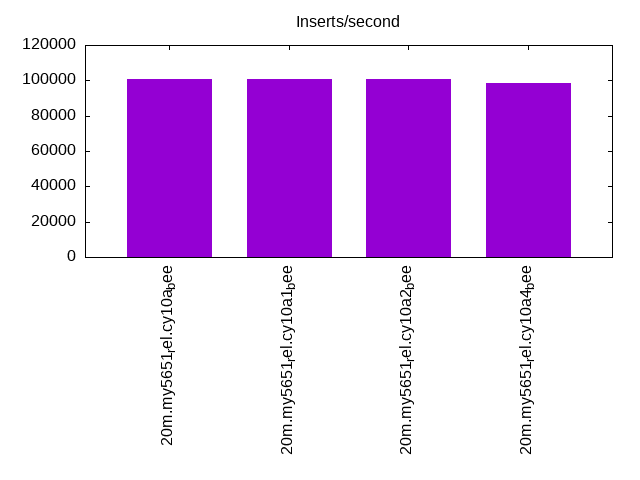 Inserts/second
120000
100000
80000
60000
40000
20000
0
20m.my5651rel.cy10abee
20m.my5651rel.cy10a1bee
20m.my5651rel.cy10a2bee
20m.my5651rel.cy10a4bee